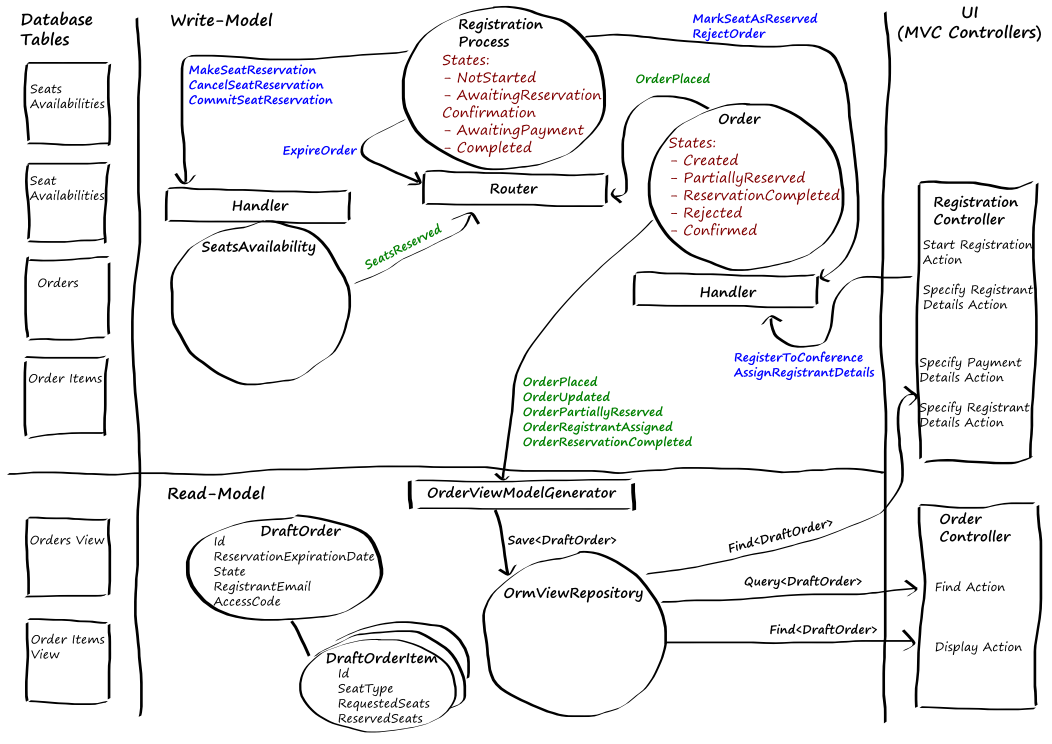 Database
Tables
Write-Model
Registration
Process
States:
- NotStarted
- AwaitingReservation
Confirmation
- AwaitingPayment
- Completed
MarkSeatAsReserved
RejectOrder
UI
(MVC Controllers)
Seats
Availabilities
MakeSeatReservation
CancelSeatReservation
CommitSeatReservation
OrderPlaced
ExpireOrder
Order
States:
- Created
- PartiallyReserved
- ReservationCompleted
- Rejected
- Confirmed
Seat
Availabilities
Handler
Router
SeatsAvailability
SeatsReserved
Registration
Controller
Start Registration
Action
Specify Registrant
Details Action
Specify Payment
Details Action
Specify Registrant
Details Action
Orders
Handler
RegisterToConference
AssignRegistrantDetails
Order Items
OrderPlaced
OrderUpdated
OrderPartiallyReserved
OrderRegistrantAssigned
OrderReservationCompleted
Read-Model
OrderViewModelGenerator
Orders View
DraftOrder
Id
ReservationExpirationDate
State
RegistrantEmail
AccessCode
Save<DraftOrder>
Find<DraftOrder>
Order
Controller
OrmViewRepository
Query<DraftOrder>
Find Action
Find<DraftOrder>
Display Action
Order Items
View
DraftOrderItem
Id
SeatType
RequestedSeats
ReservedSeats